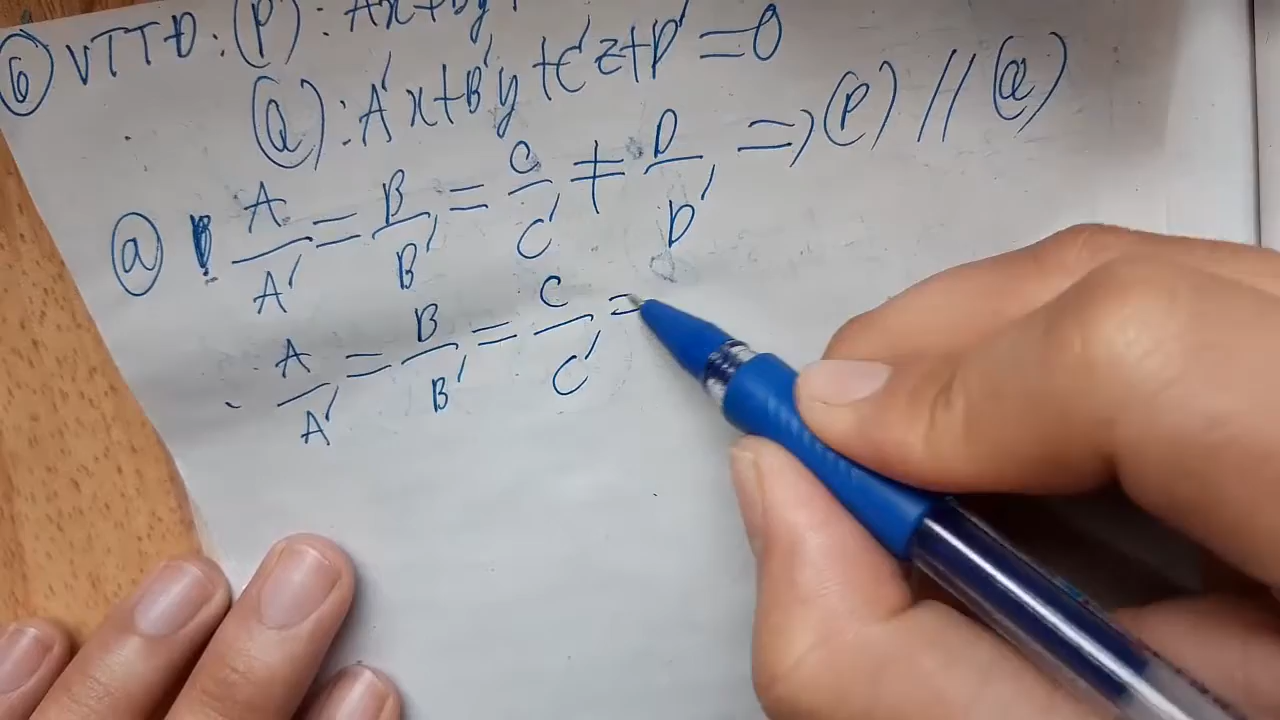 ⑥ VTTĐ : (P) : Ax + By
(Q) : A'x + B'y + C'z + D' = 0
ⓐ A/A' = B/B' = C/C' ≠ D/D' => (P) // (Q)
- A/A' = B/B' = C/C' =